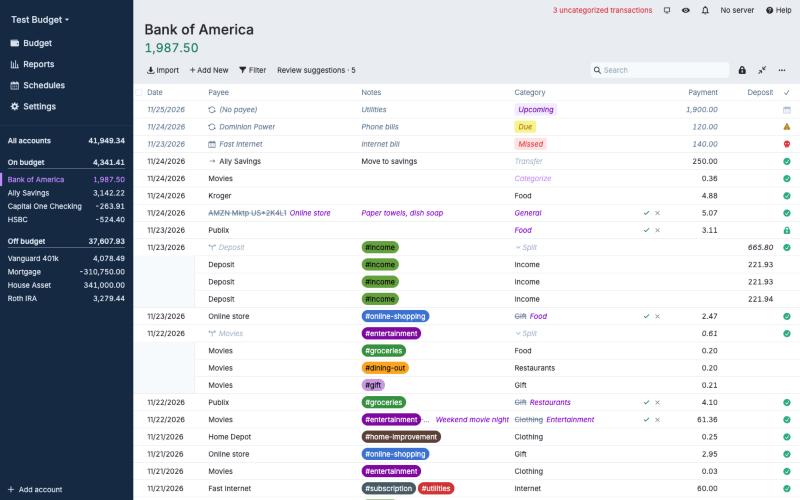 Test Budget
Budget
Reports
Schedules
Settings
All accounts 41,949.34
On budget 4,341.41
Bank of America 1,987.50
Ally Savings 3,142.22
Capital One Checking -263.91
HSBC -524.40
Off budget 37,607.93
Vanguard 401k 4,078.49
Mortgage -310,750.00
House Asset 341,000.00
Roth IRA 3,279.44
Add account
3 uncategorized transactions No server Help
Bank of America
1,987.50
Import Add New Filter Review suggestions · 5 Search
Date Payee Notes Category Payment Deposit
11/25/2026 (No payee) Utilities Upcoming 1,900.00
11/24/2026 Dominion Power Phone bills Due 120.00
11/23/2026 Fast Internet Internet bill Missed 140.00
11/24/2026 Ally Savings Move to savings Transfer 250.00
11/24/2026 Movies Categorize 0.36
11/24/2026 Kroger Food 4.88
11/24/2026 AMZN Mktp US*2K4L1 Online store Paper towels, dish soap General 5.07
11/23/2026 Publix Food 3.11
11/23/2026 Deposit #income Split 665.80
Deposit #income Income 221.93
Deposit #income Income 221.93
Deposit #income Income 221.94
11/23/2026 Online store #online-shopping Gift Food 2.47
11/22/2026 Movies #entertainment Split 0.61
Movies #groceries Food 0.20
Movies #dining-out Restaurants 0.20
Movies #gift Gift 0.21
11/22/2026 Publix #groceries Gift Restaurants 4.10
11/22/2026 Movies #entertainment ... Weekend movie night Clothing Entertainment 61.36
11/21/2026 Home Depot #home-improvement Clothing 0.25
11/21/2026 Online store #online-shopping Gift 2.95
11/21/2026 Movies #entertainment Clothing 0.03
11/21/2026 Fast Internet #subscription #utilities Internet 60.00